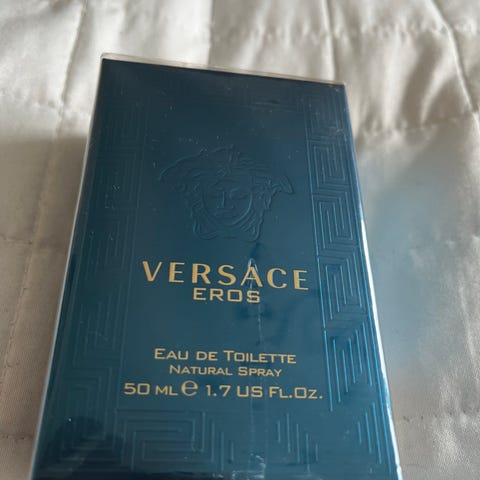 VERSACE
EROS
EAU DE TOILETTE
NATURAL SPRAY
50 ML ℮ 1.7 US FL.OZ.